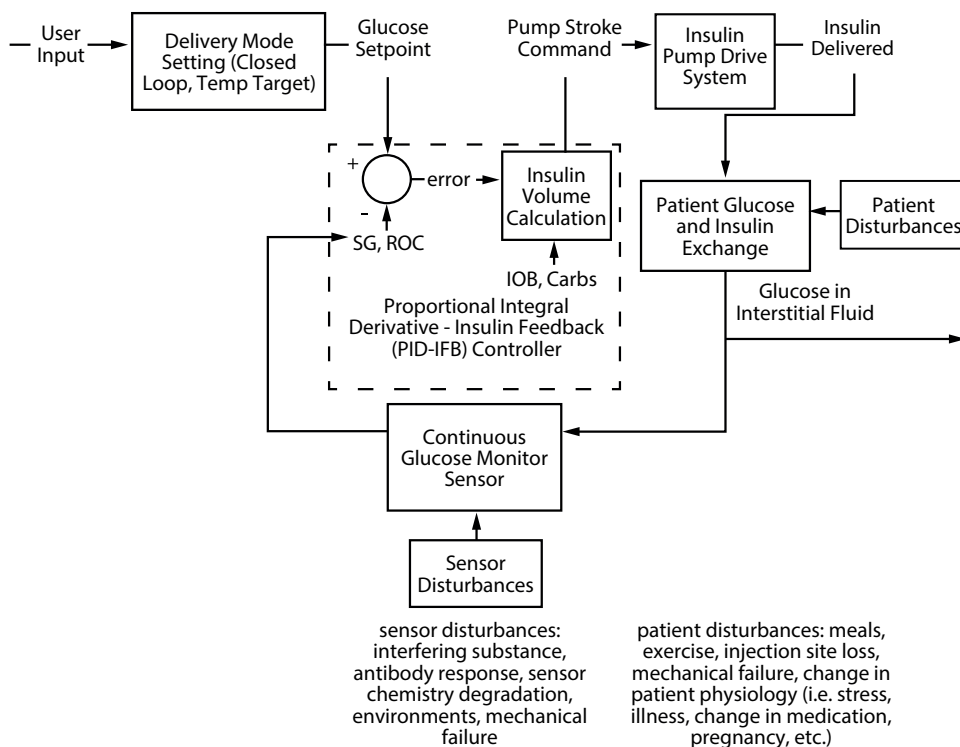 User
Input
Delivery Mode
Setting (Closed
Loop, Temp Target)
Glucose
Setpoint
Pump Stroke
Command
Insulin
Pump Drive
System
Insulin
Delivered
+
-
error
SG, ROC
Insulin
Volume
Calculation
IOB, Carbs
Proportional Integral
Derivative - Insulin Feedback
(PID-IFB) Controller
Patient Glucose
and Insulin
Exchange
Patient
Disturbances
Glucose in
Interstitial Fluid
Continuous
Glucose Monitor
Sensor
Sensor
Disturbances
sensor disturbances:
interfering substance,
antibody response, sensor
chemistry degradation,
environments, mechanical
failure
patient disturbances: meals,
exercise, injection site loss,
mechanical failure, change in
patient physiology (i.e. stress,
illness, change in medication,
pregnancy, etc.)